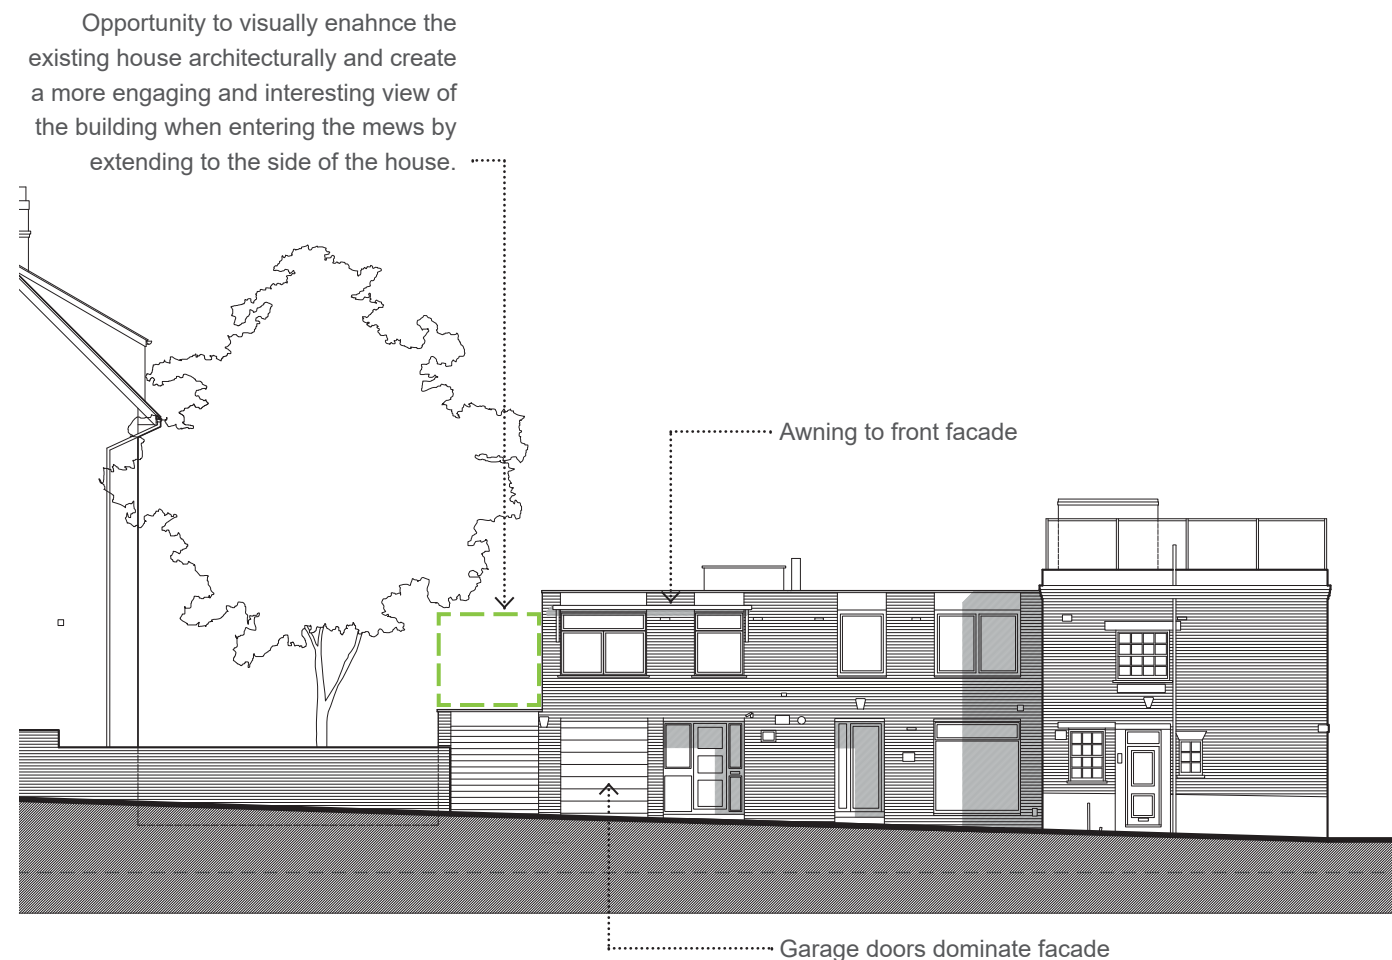 Opportunity to visually enahnce the
existing house architecturally and create
a more engaging and interesting view of
the building when entering the mews by
extending to the side of the house.
Awning to front facade
Garage doors dominate facade